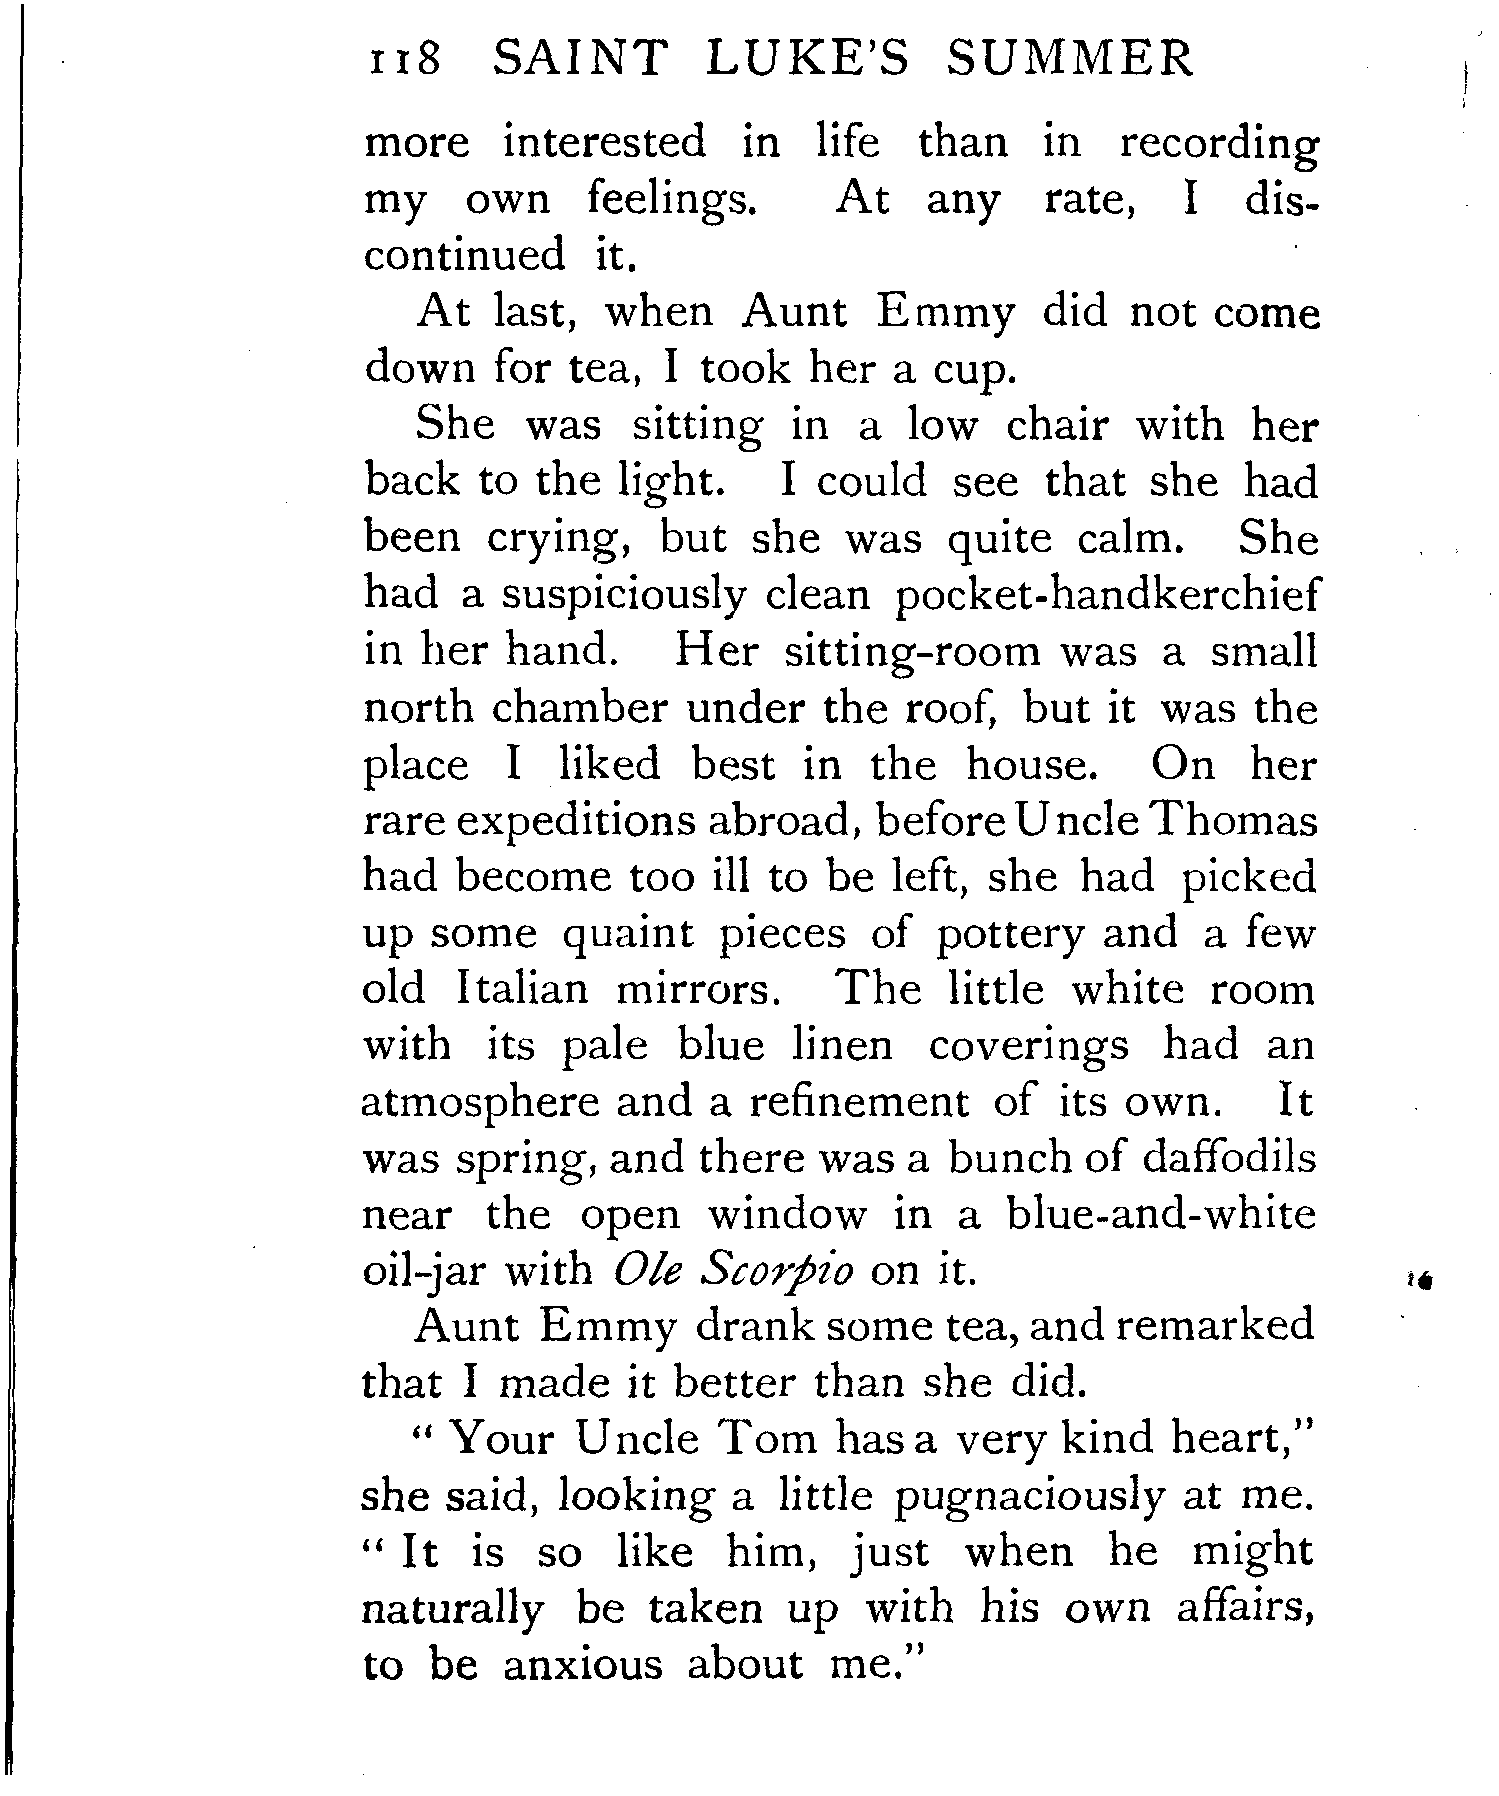 118 SAINT LUKE'S SUMMER
more interested in life than in recording
my own feelings. At any rate, I dis-
continued it.
At last, when Aunt Emmy did not come
down for tea, I took her a cup.
She was sitting in a low chair with her
back to the light. I could see that she had
been crying, but she was quite calm. She
had a suspiciously clean pocket-handkerchief
in her hand. Her sitting-room was a small
north chamber under the roof, but it was the
place I liked best in the house. On her
rare expeditions abroad, before Uncle Thomas
had become too ill to be left, she had picked
up some quaint pieces of pottery and a few
old Italian mirrors. The little white room
with its pale blue linen coverings had an
atmosphere and a refinement of its own. It
was spring, and there was a bunch of daffodils
near the open window in a blue-and-white
oil-jar with Ole Scorpio on it.
Aunt Emmy drank some tea, and remarked
that I made it better than she did.
“ Your Uncle Tom has a very kind heart,”
she said, looking a little pugnaciously at me.
“ It is so like him, just when he might
naturally be taken up with his own affairs,
to be anxious about me.”